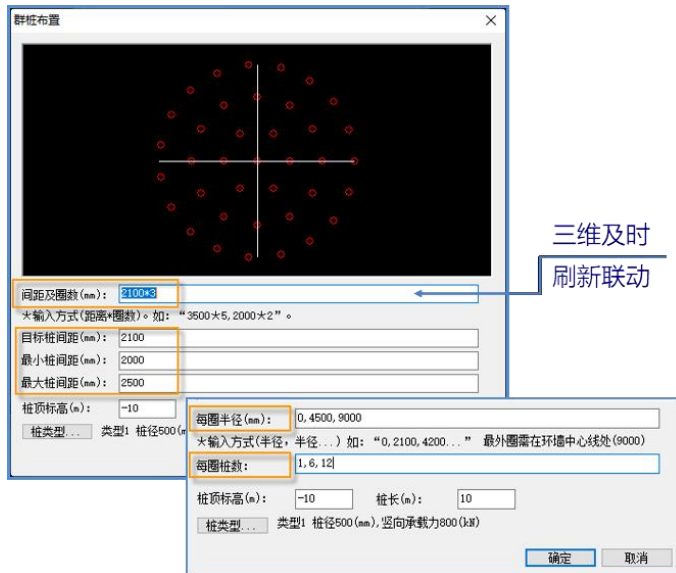 群桩布置
三维及时
刷新联动
间距及圈数(mm): 2100*3
*输入方式(距离*圈数)。如: “3500*5,2000*2”。
目标桩间距(mm): 2100
最小桩间距(mm): 2000
最大桩间距(mm): 2500
桩顶标高(m): -10
桩类型... 类型1 桩径500(m
每圈半径(mm): 0,4500,9000
*输入方式(半径, 半径...) 如: “0,2100,4200...” 最外圈需在环墙中心线处(9000)
每圈桩数: 1,6,12
桩顶标高(m): -10 桩长(m): 10
桩类型... 类型1 桩径500(mm),竖向承载力800(kN)
确定 取消